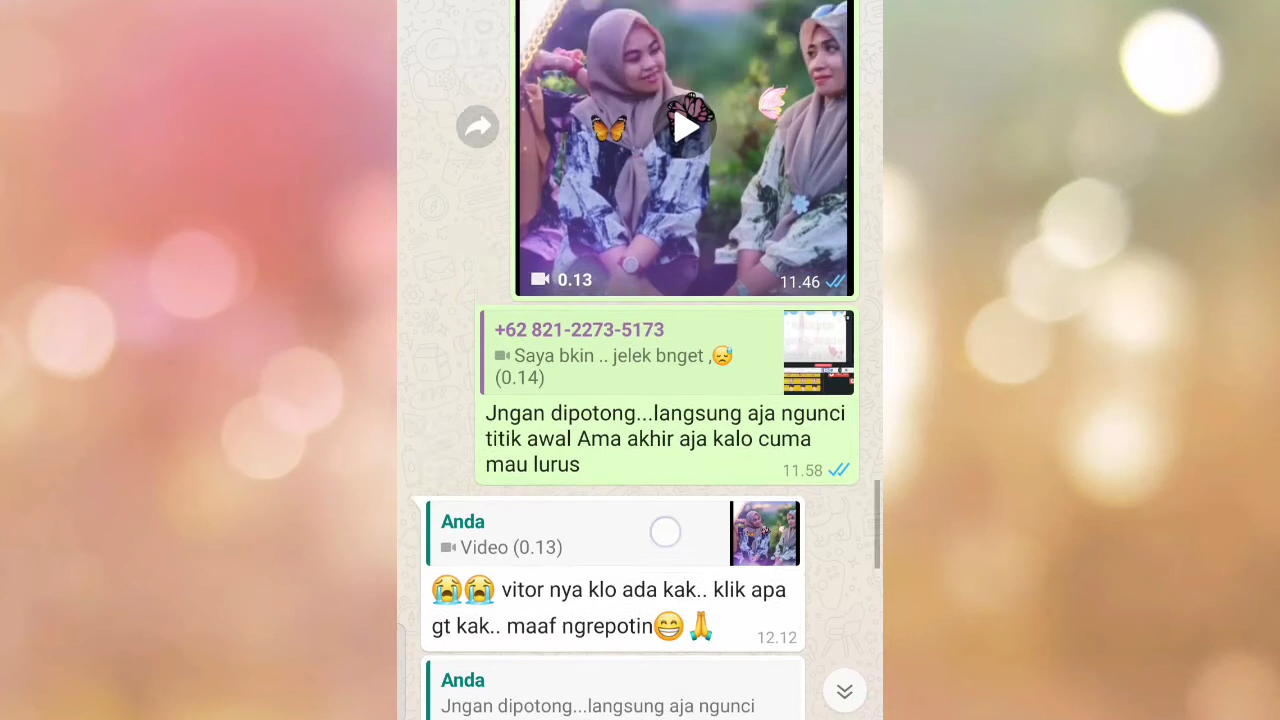 0.13
11.46
+62 821-2273-5173
Saya bkin .. jelek bnget ,😓
(0.14)
Jngan dipotong...langsung aja ngunci
titik awal Ama akhir aja kalo cuma
mau lurus
11.58
Anda
Video (0.13)
😭😭 vitor nya klo ada kak.. klik apa
gt kak.. maaf ngrepotin😁🙏
12.12
Anda
Jngan dipotong...langsung aja ngunci